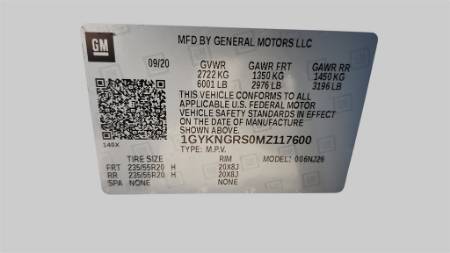 GM
MFD BY GENERAL MOTORS LLC
09/20 GVWR GAWR FRT GAWR RR
2722 KG 1350 KG 1450 KG
6001 LB 2976 LB 3196 LB
THIS VEHICLE CONFORMS TO ALL
APPLICABLE U.S. FEDERAL MOTOR
VEHICLE SAFETY STANDARDS IN EFFECT
ON THE DATE OF MANUFACTURE SHOWN ABOVE
1GYKNGRS0MZ117600
140X TYPE: M.P.V.
TIRE SIZE RIM 006NJ26
FRT 235/55R20 H 20X8J
RR 235/55R20 H 20X8J
SPA NONE NONE